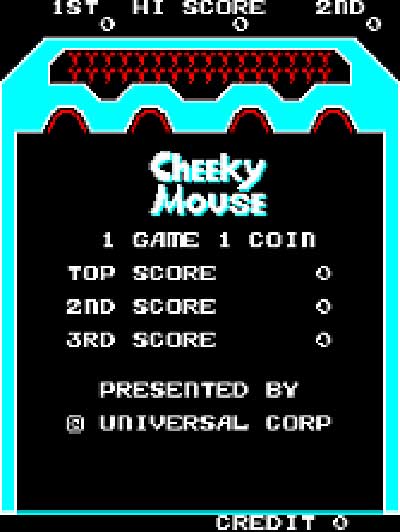 1ST HI SCORE 2ND
0 0 0
Cheeky
Mouse
1 GAME 1 COIN
TOP SCORE 0
2ND SCORE 0
3RD SCORE 0
PRESENTED BY
© UNIVERSAL CORP
CREDIT 0